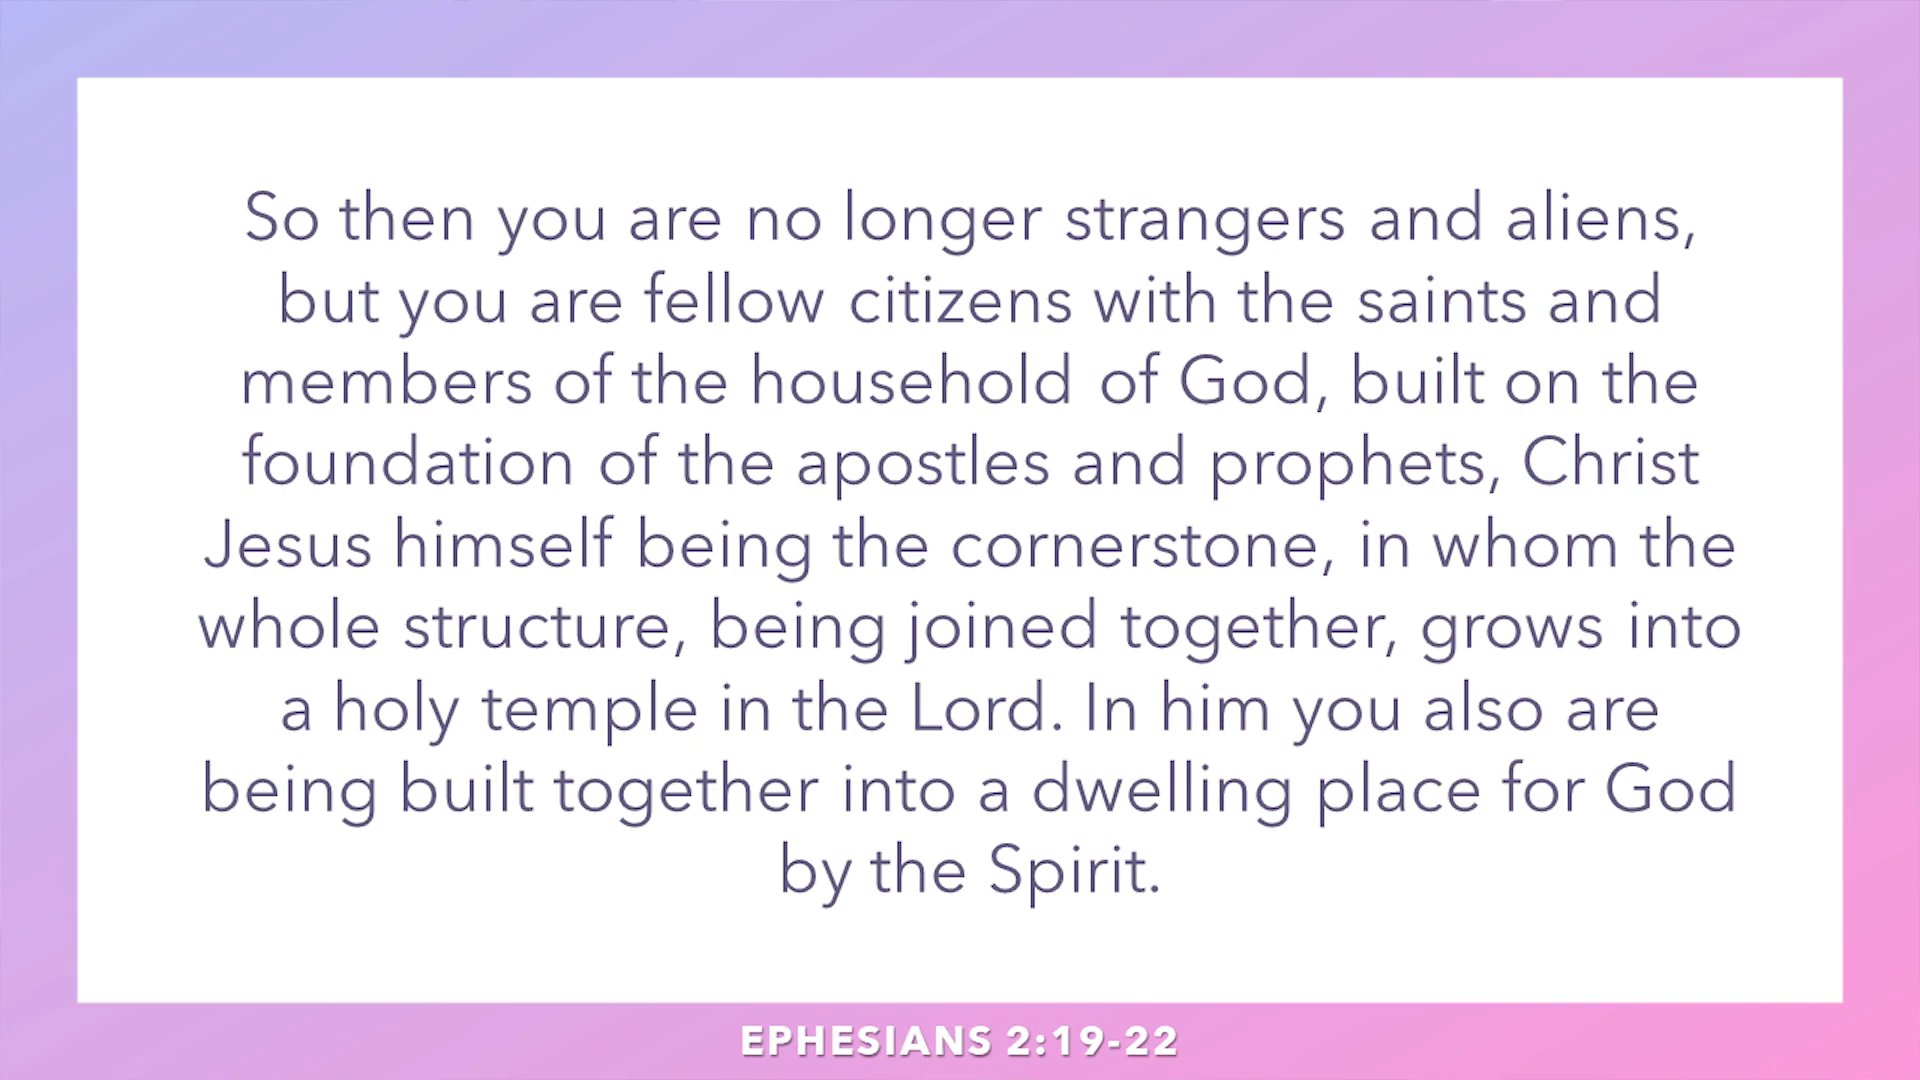 So then you are no longer strangers and aliens,
but you are fellow citizens with the saints and
members of the household of God, built on the
foundation of the apostles and prophets, Christ
Jesus himself being the cornerstone, in whom the
whole structure, being joined together, grows into
a holy temple in the Lord. In him you also are
being built together into a dwelling place for God
by the Spirit.
EPHESIANS 2:19-22